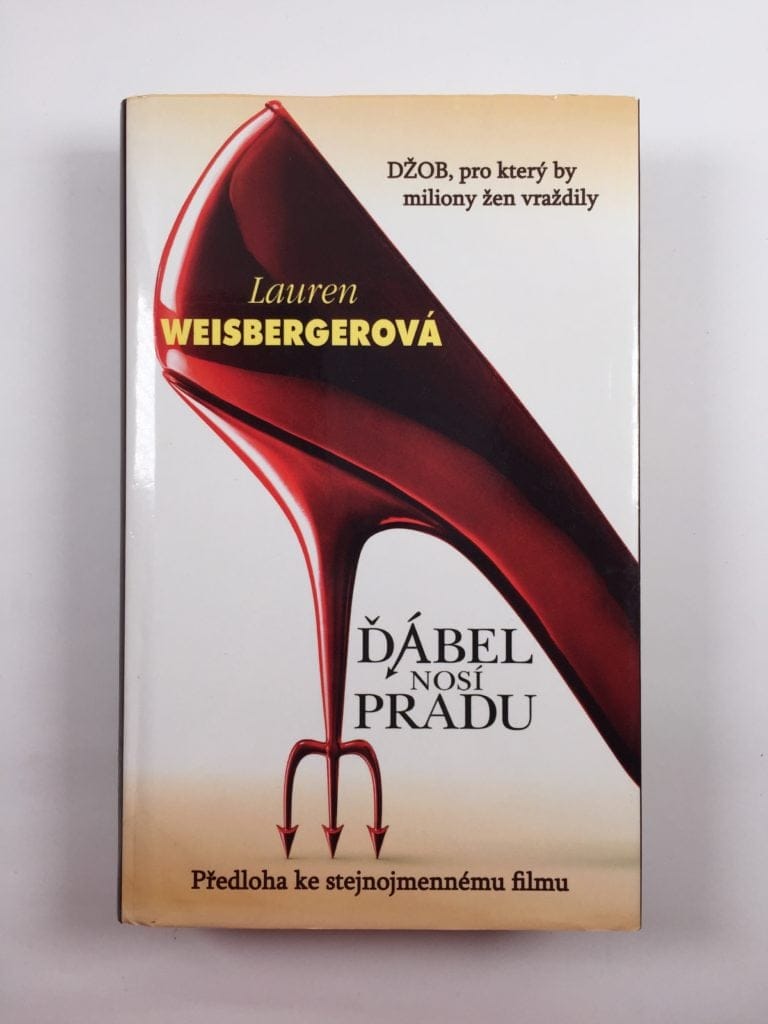 DŽOB, pro který by
miliony žen vraždily
Lauren
WEISBERGEROVÁ
ĎÁBEL
NOSÍ
PRADU
Předloha ke stejnojmennému filmu